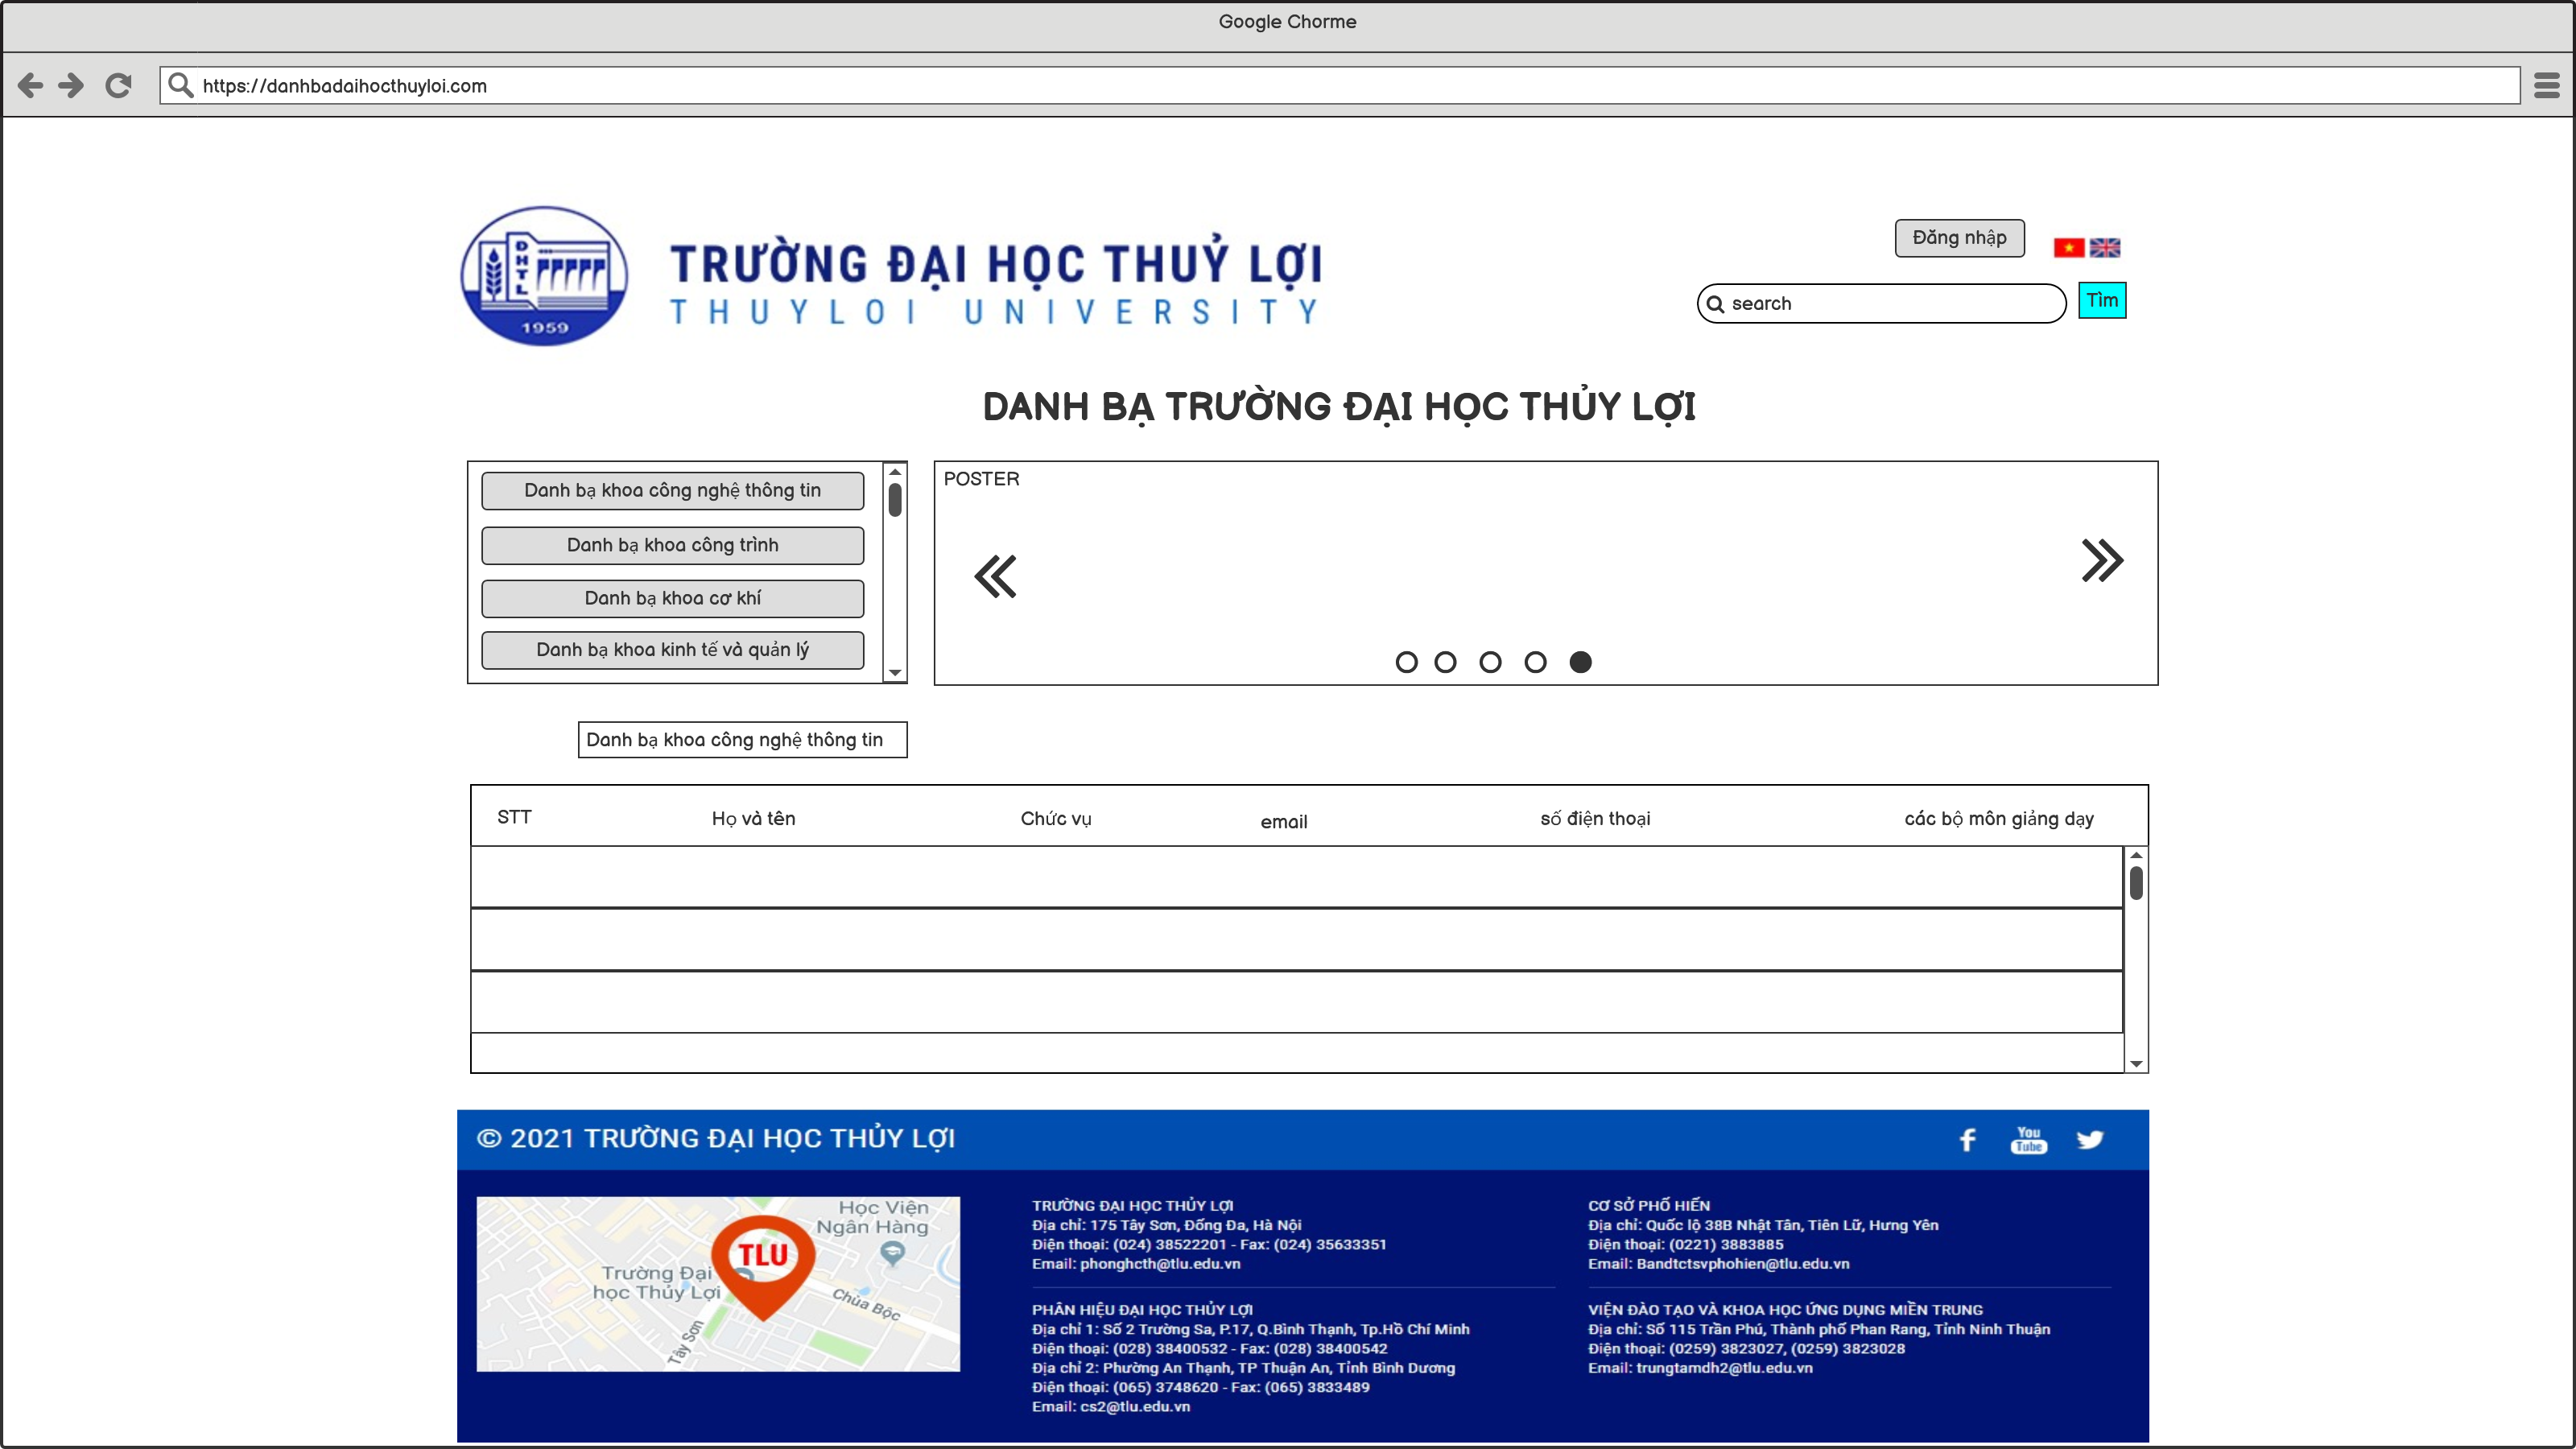 Google Chorme
https://danhbadaihocthuyloi.com
ĐHTL
1959
TRƯỜNG ĐẠI HỌC THUỶ LỢI
THUYLOI UNIVERSITY
Đăng nhập
search
Tìm
DANH BẠ TRƯỜNG ĐẠI HỌC THỦY LỢI
Danh bạ khoa công nghệ thông tin
Danh bạ khoa công trình
Danh bạ khoa cơ khí
Danh bạ khoa kinh tế và quản lý
POSTER
Danh bạ khoa công nghệ thông tin
STT Họ và tên Chức vụ email số điện thoại các bộ môn giảng dạy
© 2021 TRƯỜNG ĐẠI HỌC THỦY LỢI
You
Tube
Học Viện
Ngân Hàng
TLU
Trường Đại
học Thủy Lợi
Chùa Bộc
Tây Sơn
TRƯỜNG ĐẠI HỌC THỦY LỢI
Địa chỉ: 175 Tây Sơn, Đống Đa, Hà Nội
Điện thoại: (024) 38522201 - Fax: (024) 35633351
Email: phonghcth@tlu.edu.vn
PHÂN HIỆU ĐẠI HỌC THỦY LỢI
Địa chỉ 1: Số 2 Trường Sa, P.17, Q.Bình Thạnh, Tp.Hồ Chí Minh
Điện thoại: (028) 38400532 - Fax: (028) 38400542
Địa chỉ 2: Phường An Thạnh, TP Thuận An, Tỉnh Bình Dương
Điện thoại: (065) 3748620 - Fax: (065) 3833489
Email: cs2@tlu.edu.vn
CƠ SỞ PHỐ HIẾN
Địa chỉ: Quốc lộ 38B Nhật Tân, Tiên Lữ, Hưng Yên
Điện thoại: (0221) 3883885
Email: Bandtctsvphohien@tlu.edu.vn
VIỆN ĐÀO TẠO VÀ KHOA HỌC ỨNG DỤNG MIỀN TRUNG
Địa chỉ: Số 115 Trần Phú, Thành phố Phan Rang, Tỉnh Ninh Thuận
Điện thoại: (0259) 3823027, (0259) 3823028
Email: trungtamdh2@tlu.edu.vn